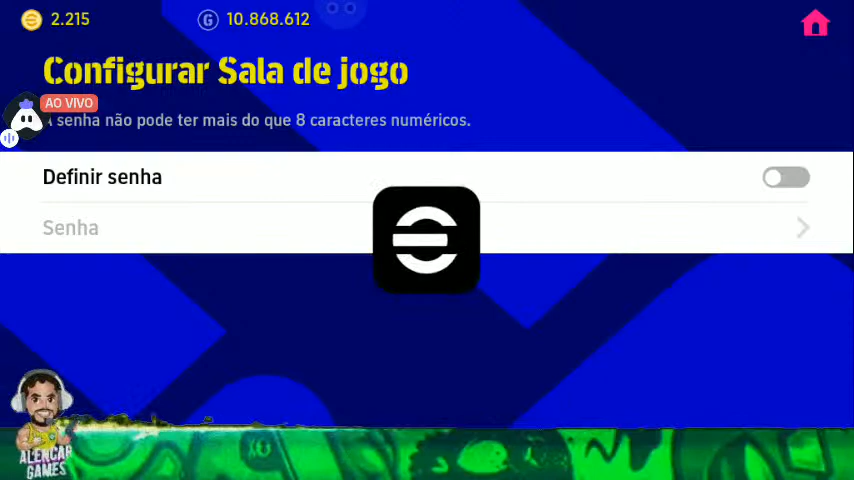 2.215
G 10.868.612
Configurar Sala de jogo
AO VIVO
senha não pode ter mais do que 8 caracteres numéricos.
Definir senha
Senha
ALENCAR
GAMES